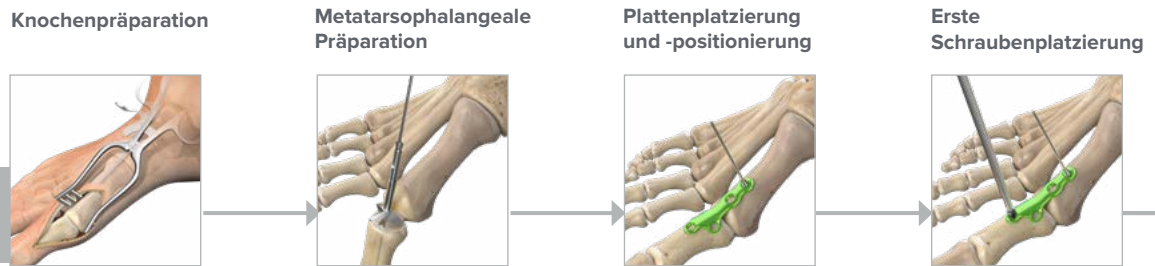 Knochenpräparation
Metatarsophalangeale
Präparation
Plattenplatzierung
und -positionierung
Erste
Schraubenplatzierung